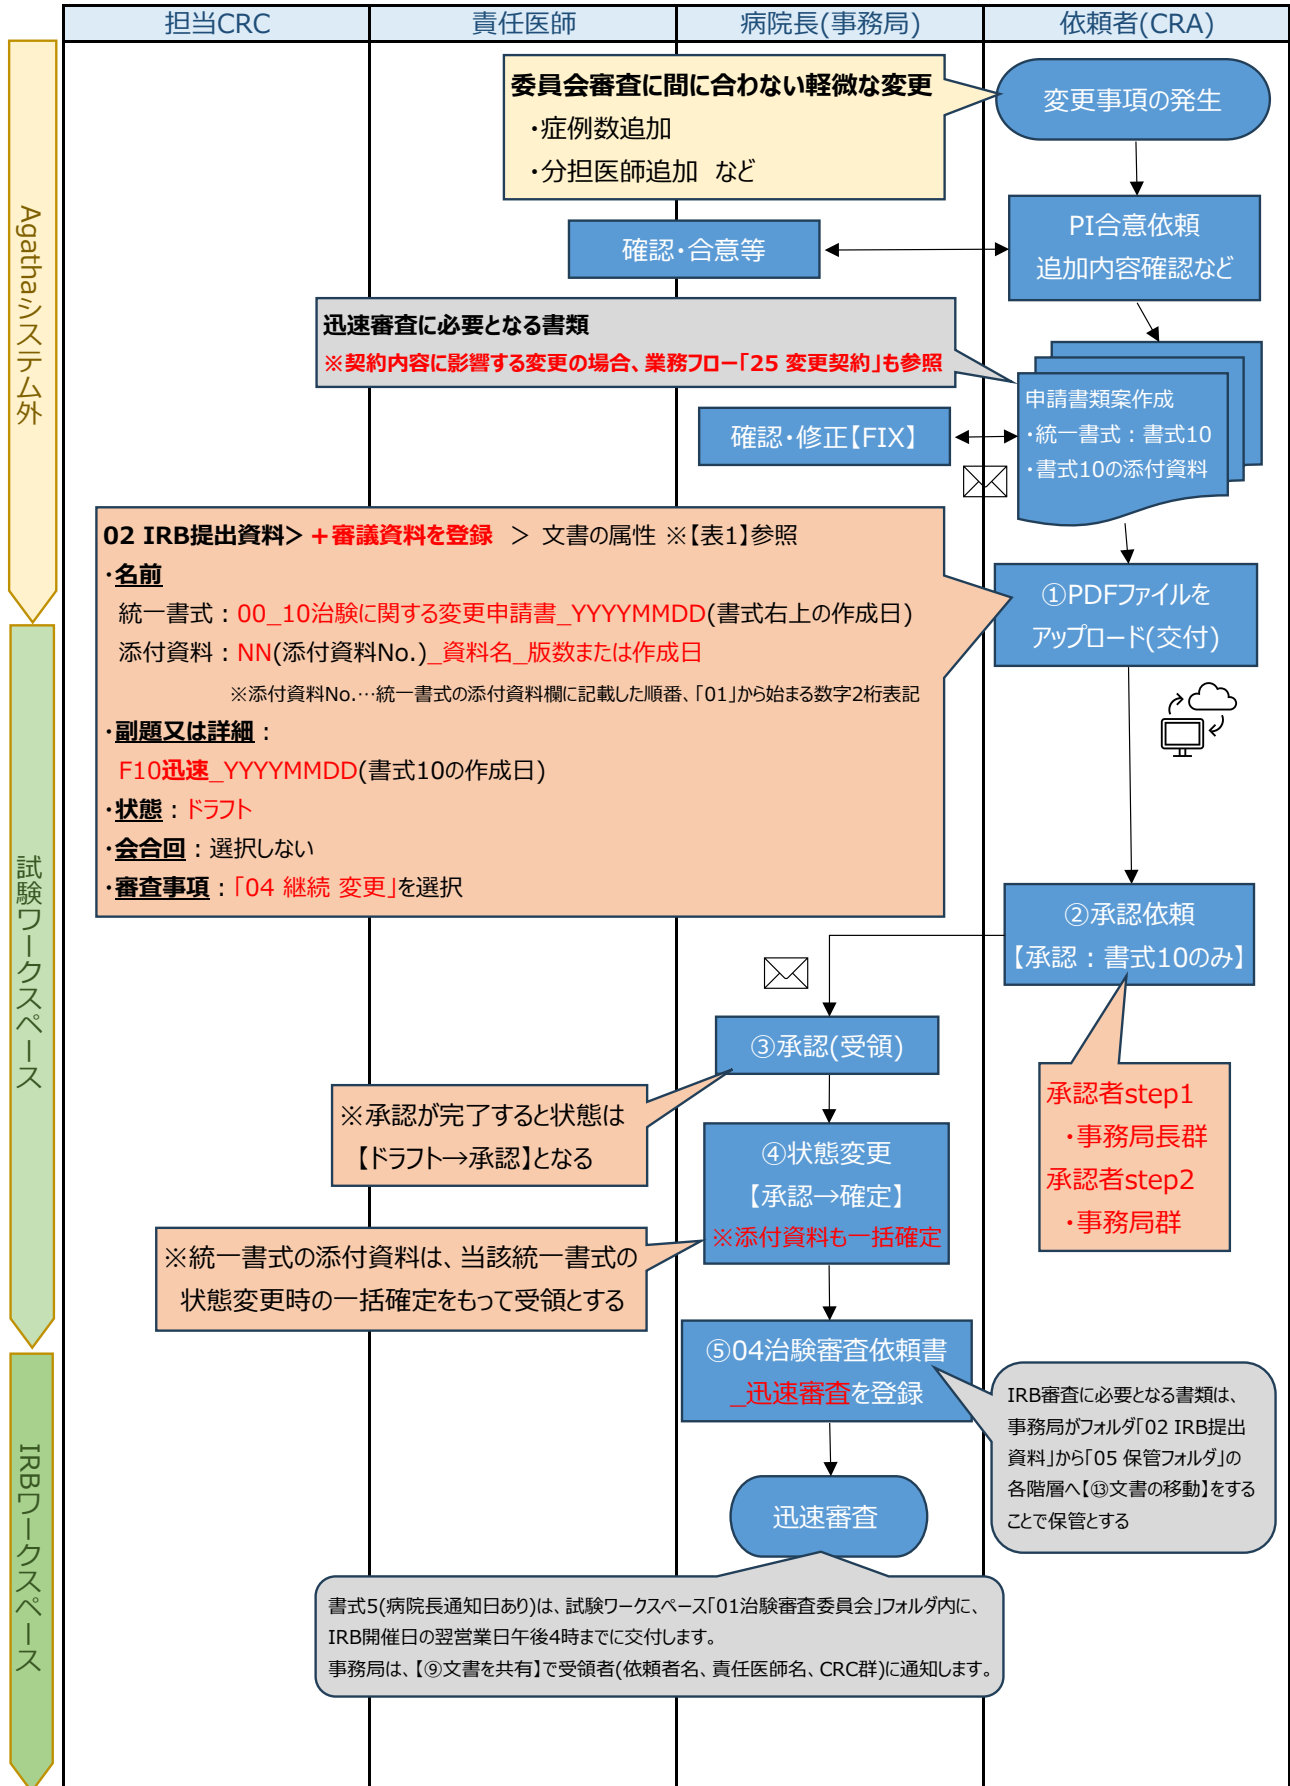 担当CRC
責任医師
病院長(事務局)
依頼者(CRA)
Agathaシステム外
試験ワークスペース
IRBワークスペース
委員会審査に間に合わない軽微な変更
・症例数追加
・分担医師追加 など
変更事項の発生
PI合意依頼
追加内容確認など
確認・合意等
迅速審査に必要となる書類
※契約内容に影響する変更の場合、業務フロー「25 変更契約」も参照
申請書類案作成
・統一書式：書式10
・書式10の添付資料
確認・修正【FIX】
02 IRB提出資料＞＋審議資料を登録 ＞ 文書の属性 ※【表1】参照
・名前
統一書式：00_10治験に関する変更申請書_YYYYMMDD(書式右上の作成日)
添付資料：NN(添付資料No.)_資料名_版数または作成日
※添付資料No.…統一書式の添付資料欄に記載した順番、「01」から始まる数字2桁表記
・副題又は詳細：
F10迅速_YYYYMMDD(書式10の作成日)
・状態：ドラフト
・会合回：選択しない
・審査事項：「04 継続 変更」を選択
①PDFファイルを
アップロード(交付)
②承認依頼
【承認：書式10のみ】
承認者step1
・事務局長群
承認者step2
・事務局群
③承認(受領)
※承認が完了すると状態は
【ドラフト→承認】となる
④状態変更
【承認→確定】
※添付資料も一括確定
※統一書式の添付資料は、当該統一書式の
状態変更時の一括確定をもって受領とする
⑤04治験審査依頼書
_迅速審査を登録
IRB審査に必要となる書類は、
事務局がフォルダ「02 IRB提出
資料」から「05 保管フォルダ」の
各階層へ【⑬文書の移動】をする
ことで保管とする
迅速審査
書式5(病院長通知日あり)は、試験ワークスペース「01治験審査委員会」フォルダ内に、
IRB開催日の翌営業日午後4時までに交付します。
事務局は、【⑨文書を共有】で受領者(依頼者名、責任医師名、CRC群)に通知します。